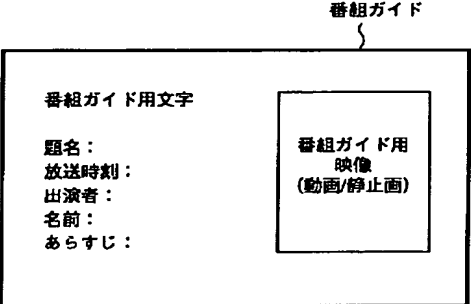 番組ガイド
番組ガイド用文字
題名：
放送時刻：
出演者：
名前：
あらすじ：
番組ガイド用
映像
(動画/静止画)